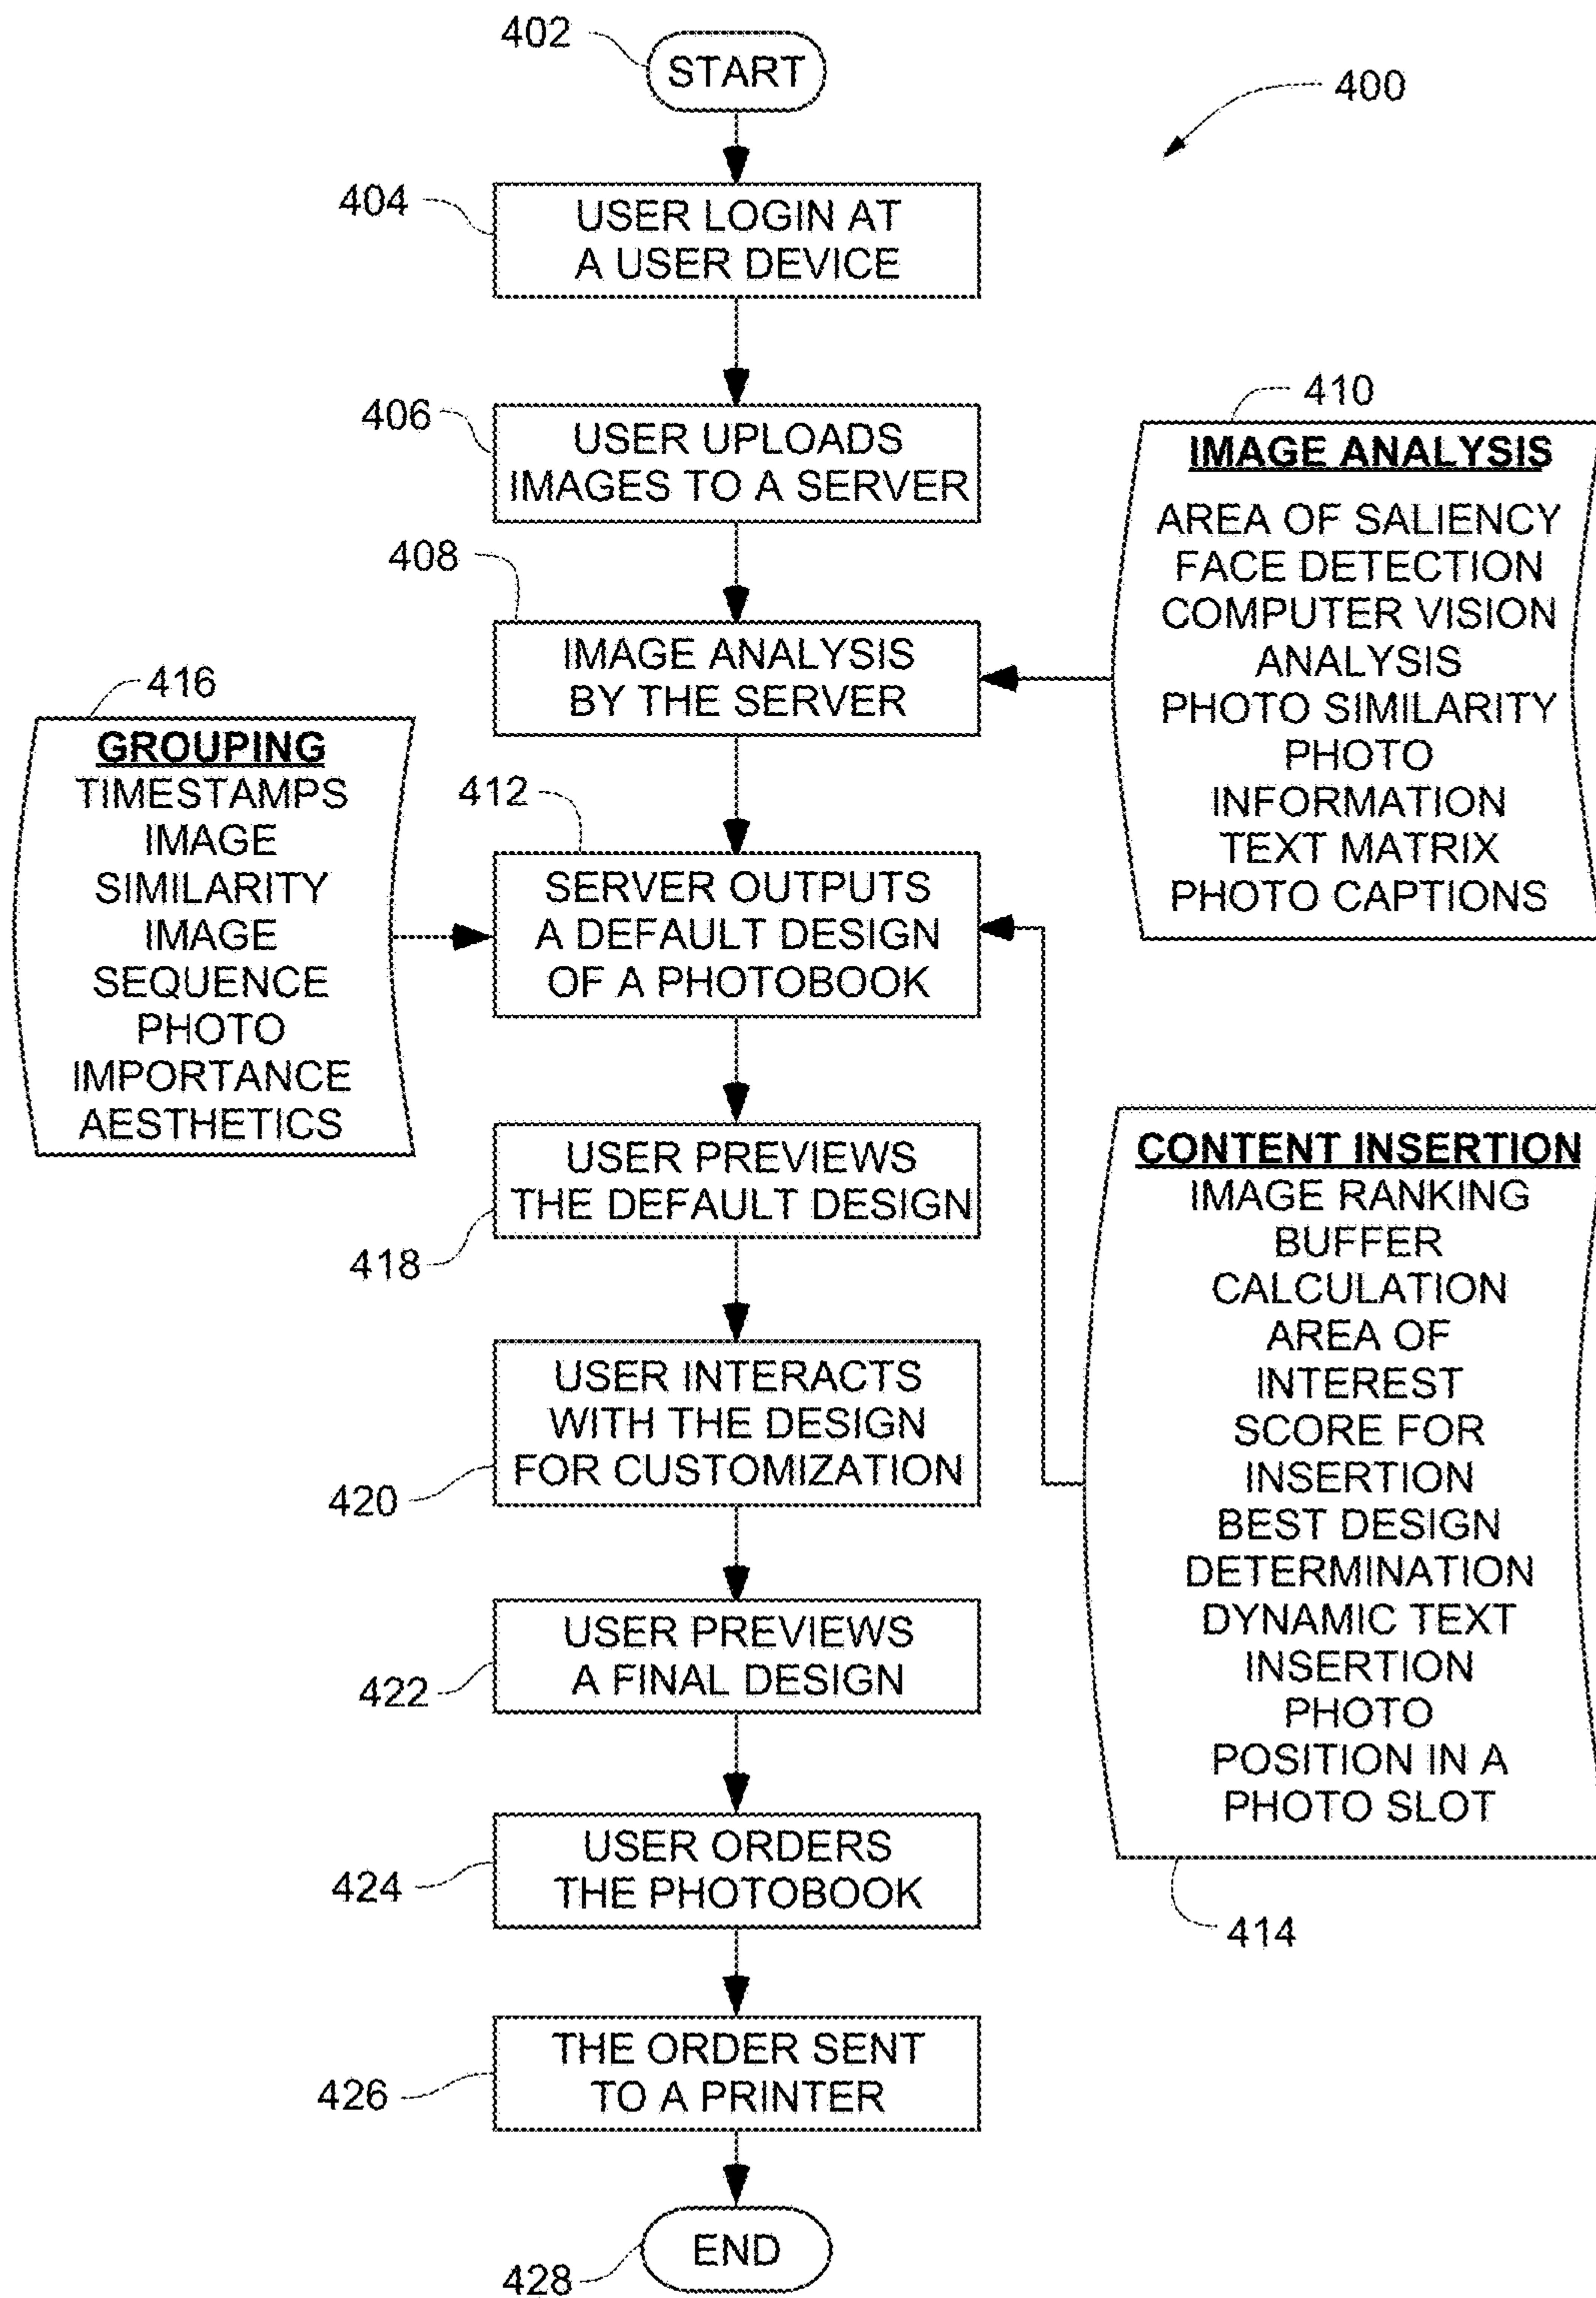 402
START
400
404
USER LOGIN AT
A USER DEVICE
406
USER UPLOADS
IMAGES TO A SERVER
410
IMAGE ANALYSIS
AREA OF SALIENCY
FACE DETECTION
COMPUTER VISION
ANALYSIS
PHOTO SIMILARITY
PHOTO
INFORMATION
TEXT MATRIX
PHOTO CAPTIONS
408
IMAGE ANALYSIS
BY THE SERVER
416
GROUPING
TIMESTAMPS
IMAGE
SIMILARITY
IMAGE
SEQUENCE
PHOTO
IMPORTANCE
AESTHETICS
412
SERVER OUTPUTS
A DEFAULT DESIGN
OF A PHOTOBOOK
CONTENT INSERTION
IMAGE RANKING
BUFFER
CALCULATION
AREA OF
INTEREST
SCORE FOR
INSERTION
BEST DESIGN
DETERMINATION
DYNAMIC TEXT
INSERTION
PHOTO
POSITION IN A
PHOTO SLOT
414
USER PREVIEWS
THE DEFAULT DESIGN
418
USER INTERACTS
WITH THE DESIGN
FOR CUSTOMIZATION
420
USER PREVIEWS
A FINAL DESIGN
422
USER ORDERS
THE PHOTOBOOK
424
THE ORDER SENT
TO A PRINTER
426
END
428